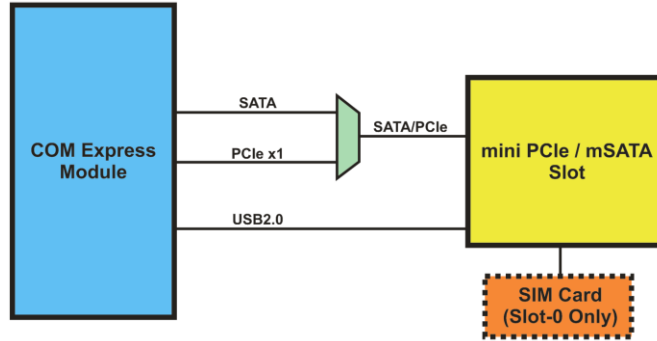 SATA
SATA/PCIe
COM Express
Module
PCIe x1
mini PCIe / mSATA
Slot
USB2.0
SIM Card
(Slot-0 Only)